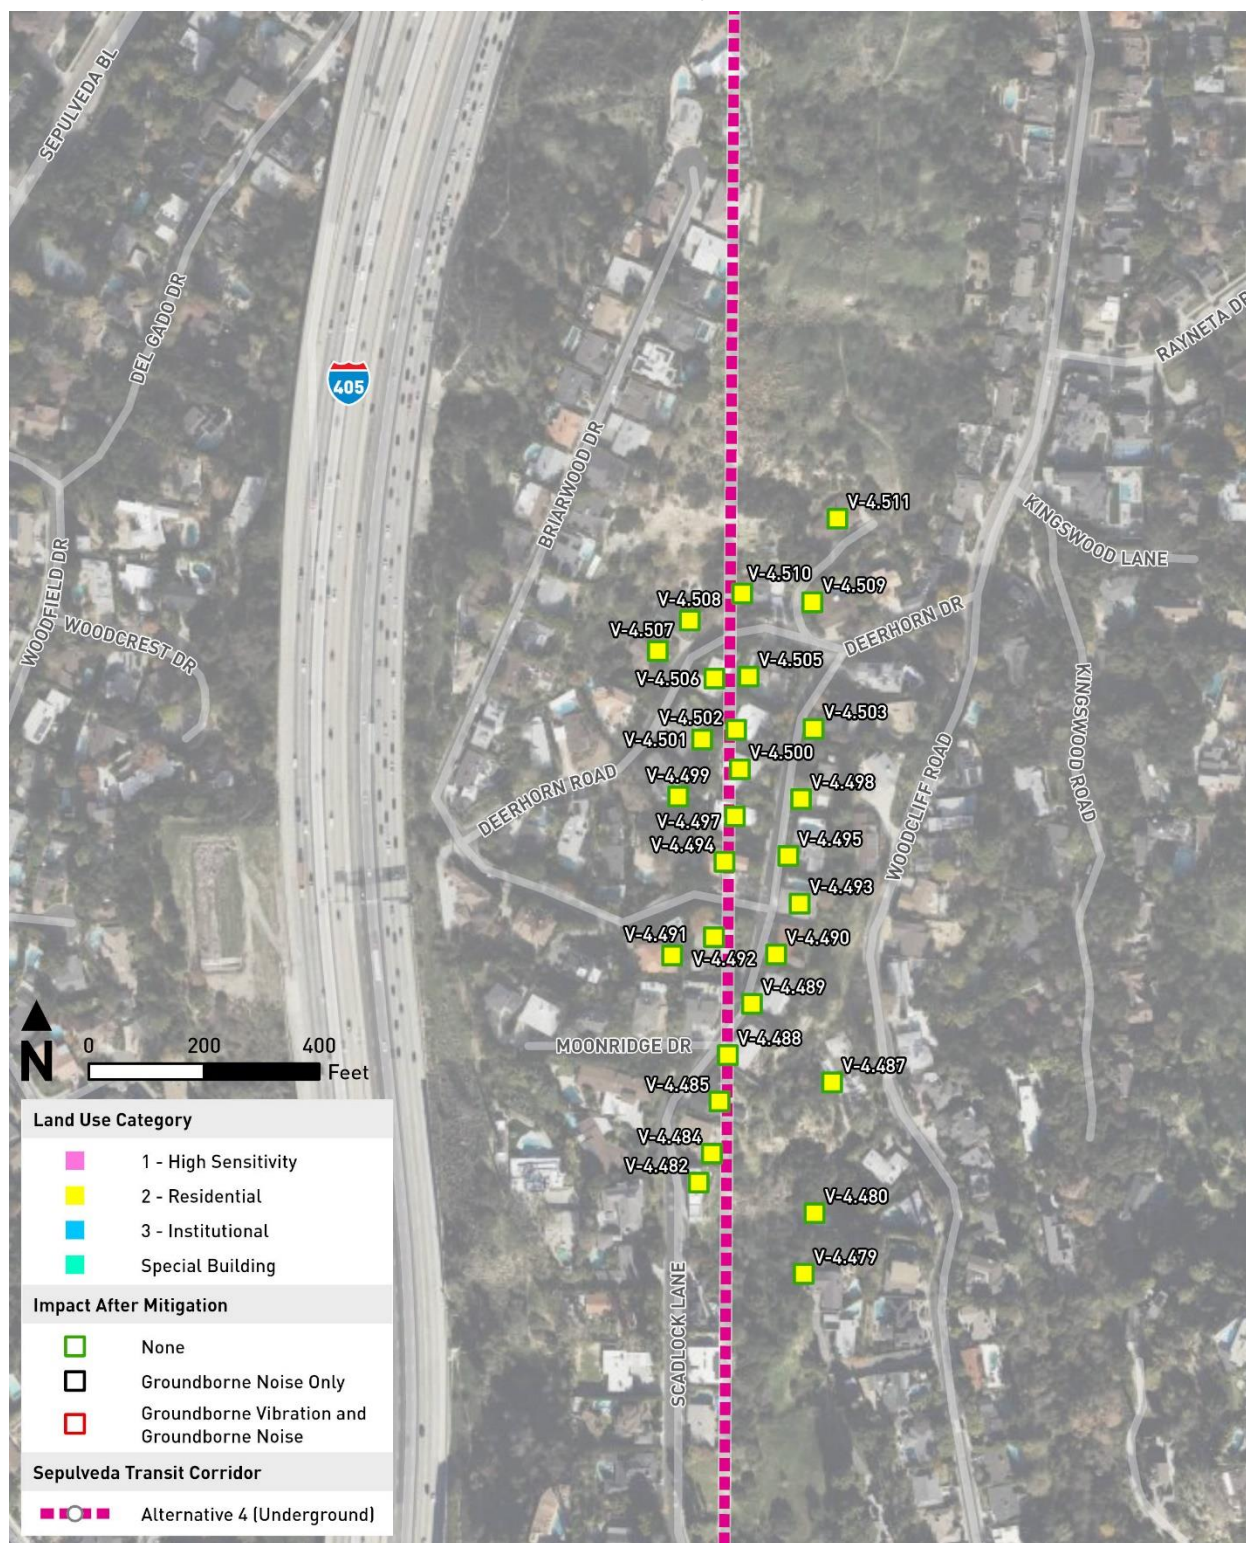 SEPULVEDA BL
DEL GADO DR
405
RAYNETA DR
BRIARWOOD DR
KINGSWOOD LANE
WOODFIELD DR
WOODCREST DR
V-4.511
V-4.510
V-4.509
V-4.508
V-4.507
DEERHORN DR
V-4.506
V-4.505
KINGSWOOD ROAD
V-4.502
V-4.503
V-4.501
V-4.500
DEERHORN ROAD
V-4.499
V-4.498
WOODCLIFF ROAD
V-4.497
V-4.494
V-4.495
V-4.493
V-4.491
V-4.492
V-4.490
V-4.489
MOONRIDGE DR
V-4.488
V-4.487
V-4.485
V-4.484
V-4.482
V-4.480
V-4.479
SCADLOCK LANE
N
0 200 400
Feet
Land Use Category
1 - High Sensitivity
2 - Residential
3 - Institutional
Special Building
Impact After Mitigation
None
Groundborne Noise Only
Groundborne Vibration and
Groundborne Noise
Sepulveda Transit Corridor
Alternative 4 (Underground)